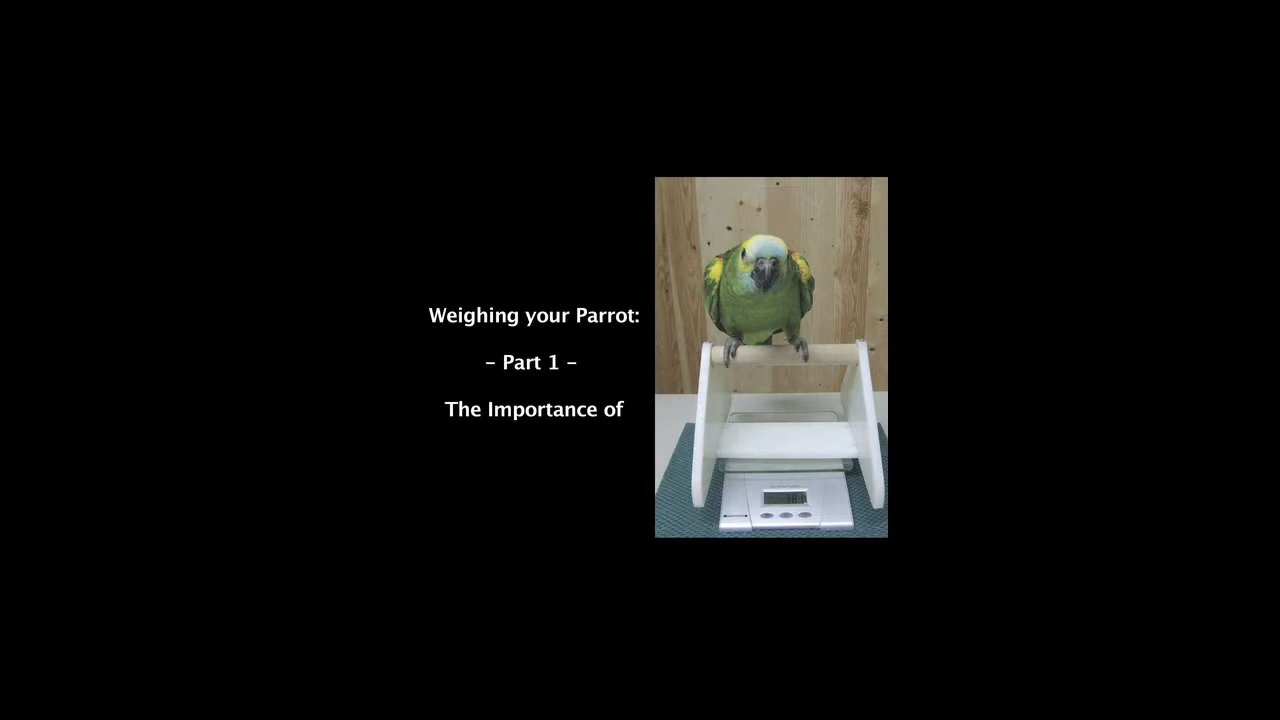 Weighing your Parrot:
– Part 1 –
The Importance of